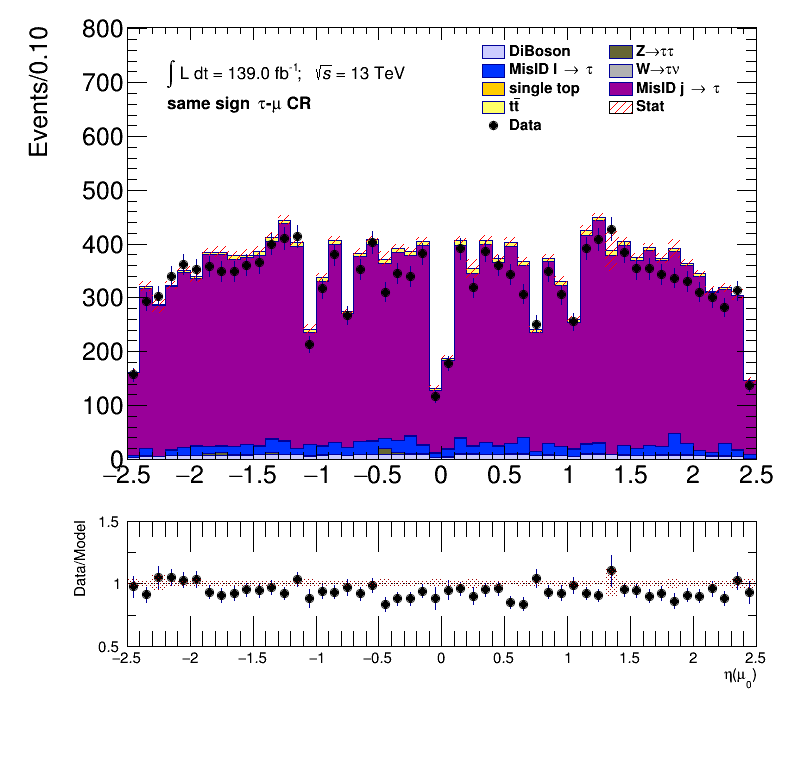 Events/0.10
800
700
600
500
400
300
200
100
0
∫ L dt = 139.0 fb⁻¹; √s = 13 TeV
same sign τ-μ CR
DiBoson Z→ττ
MisID l → τ W→τν
single top MisID j → τ
tt̄ Stat
Data
−2.5 −2 −1.5 −1 −0.5 0 0.5 1 1.5 2 2.5
Data/Model
1.5
1
0.5
−2.5 −2 −1.5 −1 −0.5 0 0.5 1 1.5 2 2.5
η(μ₀)